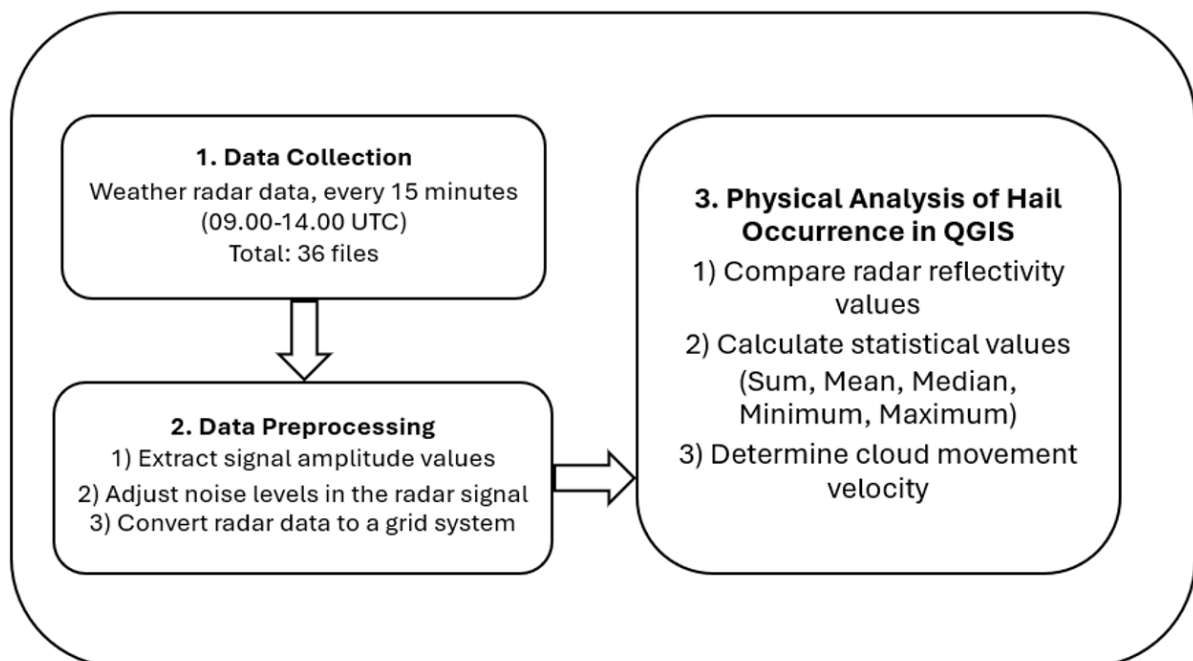 1. Data Collection
Weather radar data, every 15 minutes
(09.00-14.00 UTC)
Total: 36 files
2. Data Preprocessing
1) Extract signal amplitude values
2) Adjust noise levels in the radar signal
3) Convert radar data to a grid system
3. Physical Analysis of Hail
Occurrence in QGIS
1) Compare radar reflectivity
values
2) Calculate statistical values
(Sum, Mean, Median,
Minimum, Maximum)
3) Determine cloud movement
velocity